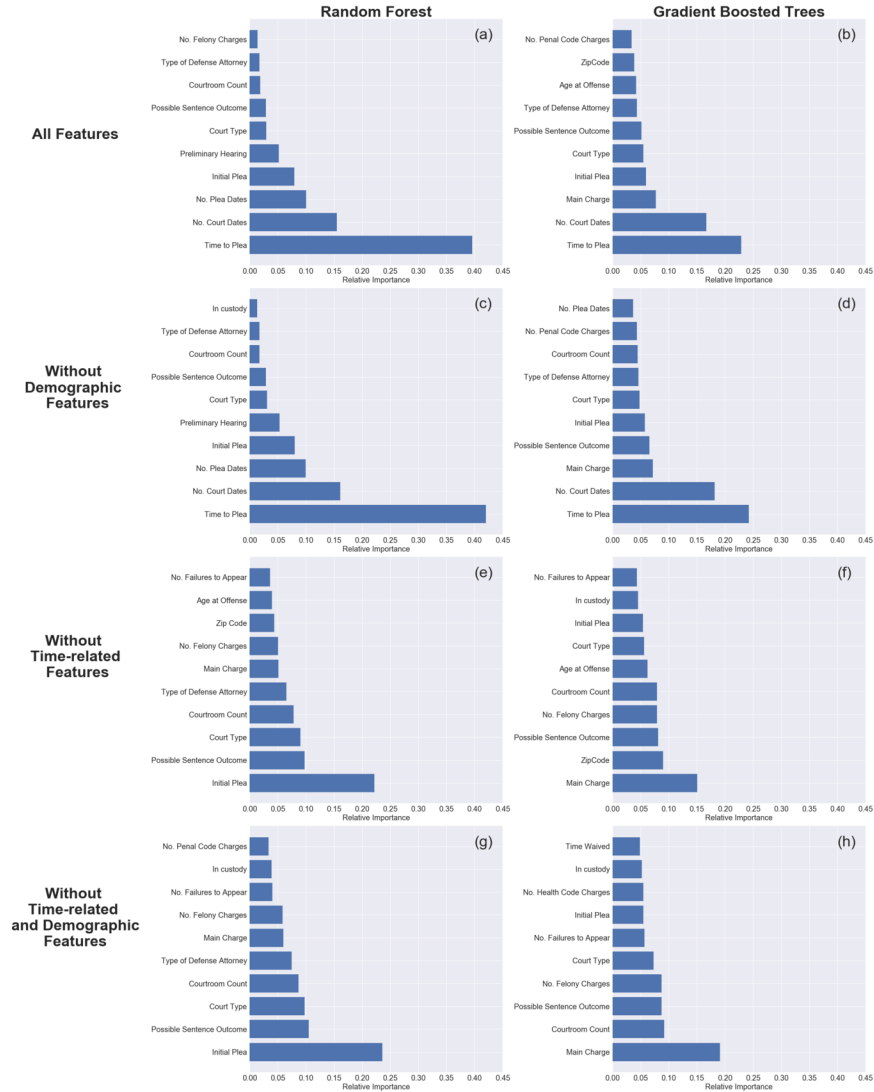 Random Forest
Gradient Boosted Trees
All Features
(a)
No. Felony Charges
Type of Defense Attorney
Courtroom Count
Possible Sentence Outcome
Court Type
Preliminary Hearing
Initial Plea
No. Plea Dates
No. Court Dates
Time to Plea
0.00 0.05 0.10 0.15 0.20 0.25 0.30 0.35 0.40 0.45
Relative Importance
(b)
No. Penal Code Charges
ZipCode
Age at Offense
Type of Defense Attorney
Possible Sentence Outcome
Court Type
Initial Plea
Main Charge
No. Court Dates
Time to Plea
0.00 0.05 0.10 0.15 0.20 0.25 0.30 0.35 0.40 0.45
Relative Importance
Without
Demographic
Features
(c)
In custody
Type of Defense Attorney
Courtroom Count
Possible Sentence Outcome
Court Type
Preliminary Hearing
Initial Plea
No. Plea Dates
No. Court Dates
Time to Plea
0.00 0.05 0.10 0.15 0.20 0.25 0.30 0.35 0.40 0.45
Relative Importance
(d)
No. Plea Dates
No. Penal Code Charges
Courtroom Count
Type of Defense Attorney
Court Type
Initial Plea
Possible Sentence Outcome
Main Charge
No. Court Dates
Time to Plea
0.00 0.05 0.10 0.15 0.20 0.25 0.30 0.35 0.40 0.45
Relative Importance
Without
Time-related
Features
(e)
No. Failures to Appear
Age at Offense
Zip Code
No. Felony Charges
Main Charge
Type of Defense Attorney
Courtroom Count
Court Type
Possible Sentence Outcome
Initial Plea
0.00 0.05 0.10 0.15 0.20 0.25 0.30 0.35 0.40 0.45
Relative Importance
(f)
No. Failures to Appear
In custody
Initial Plea
Court Type
Age at Offense
Courtroom Count
No. Felony Charges
Possible Sentence Outcome
ZipCode
Main Charge
0.00 0.05 0.10 0.15 0.20 0.25 0.30 0.35 0.40 0.45
Relative Importance
Without
Time-related
and Demographic
Features
(g)
No. Penal Code Charges
In custody
No. Failures to Appear
No. Felony Charges
Main Charge
Type of Defense Attorney
Courtroom Count
Court Type
Possible Sentence Outcome
Initial Plea
0.00 0.05 0.10 0.15 0.20 0.25 0.30 0.35 0.40 0.45
Relative Importance
(h)
Time Waived
In custody
No. Health Code Charges
Initial Plea
No. Failures to Appear
Court Type
No. Felony Charges
Possible Sentence Outcome
Courtroom Count
Main Charge
0.00 0.05 0.10 0.15 0.20 0.25 0.30 0.35 0.40 0.45
Relative Importance